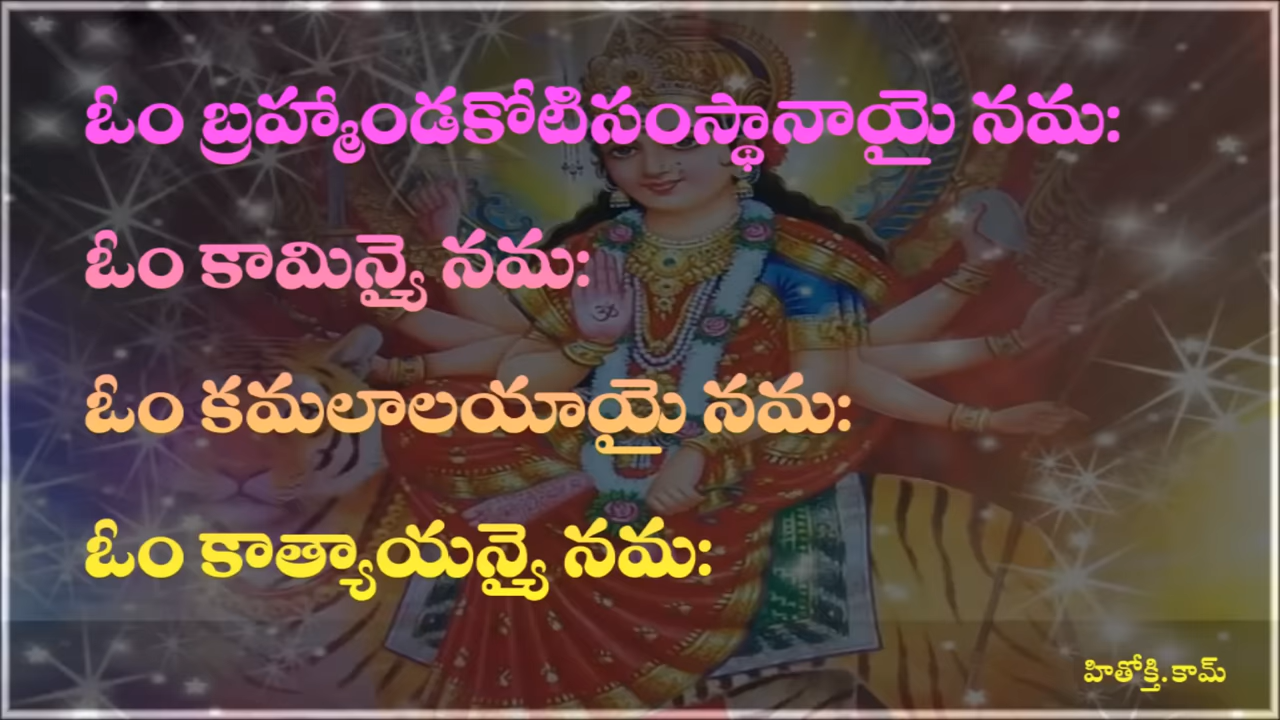 ఓం బ్రహ్మాండకోటిసంస్థానాయై నమః
ఓం కామిన్యై నమః
ఓం కమలాలయాయై నమః
ఓం కాత్యాయన్యై నమః
హితోక్తి.కామ్
ॐ